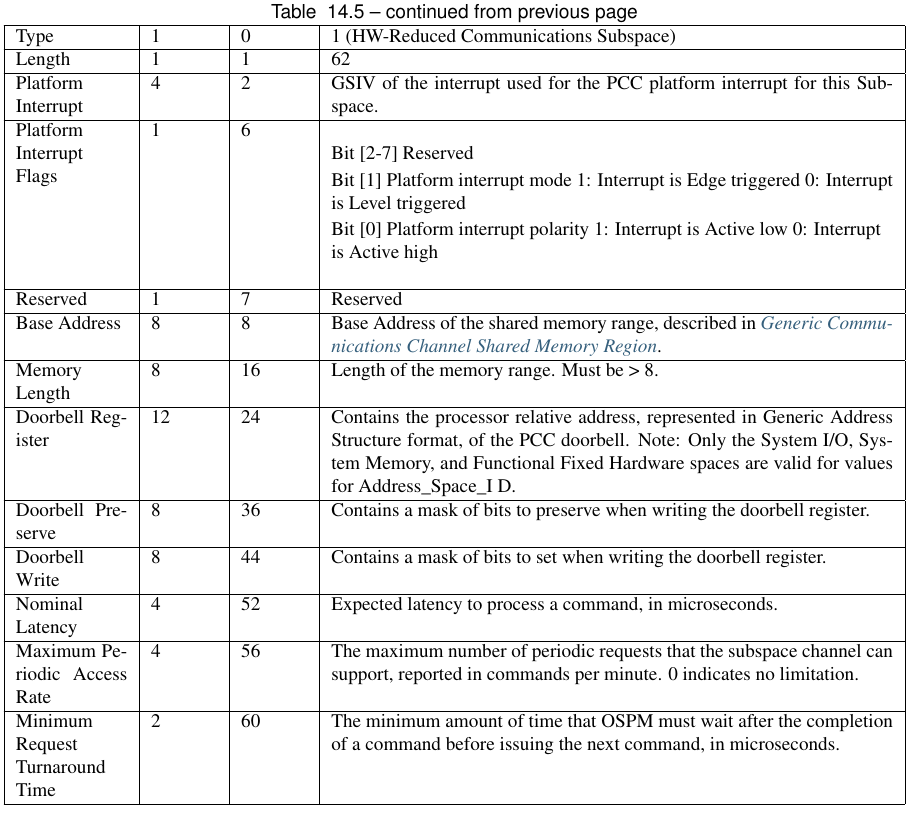 Table 14.5 – continued from previous page
Type 1 0 1 (HW-Reduced Communications Subspace)
Length 1 1 62
Platform 4 2 GSIV of the interrupt used for the PCC platform interrupt for this Sub-
Interrupt space.
Platform 1 6
Interrupt Bit [2-7] Reserved
Flags Bit [1] Platform interrupt mode 1: Interrupt is Edge triggered 0: Interrupt
is Level triggered
Bit [0] Platform interrupt polarity 1: Interrupt is Active low 0: Interrupt
is Active high
Reserved 1 7 Reserved
Base Address 8 8 Base Address of the shared memory range, described in Generic Commu-
nications Channel Shared Memory Region.
Memory 8 16 Length of the memory range. Must be > 8.
Length
Doorbell Reg- 12 24 Contains the processor relative address, represented in Generic Address
ister Structure format, of the PCC doorbell. Note: Only the System I/O, Sys-
tem Memory, and Functional Fixed Hardware spaces are valid for values
for Address_Space_I D.
Doorbell Pre- 8 36 Contains a mask of bits to preserve when writing the doorbell register.
serve
Doorbell 8 44 Contains a mask of bits to set when writing the doorbell register.
Write
Nominal 4 52 Expected latency to process a command, in microseconds.
Latency
Maximum Pe- 4 56 The maximum number of periodic requests that the subspace channel can
riodic Access support, reported in commands per minute. 0 indicates no limitation.
Rate
Minimum 2 60 The minimum amount of time that OSPM must wait after the completion
Request of a command before issuing the next command, in microseconds.
Turnaround
Time